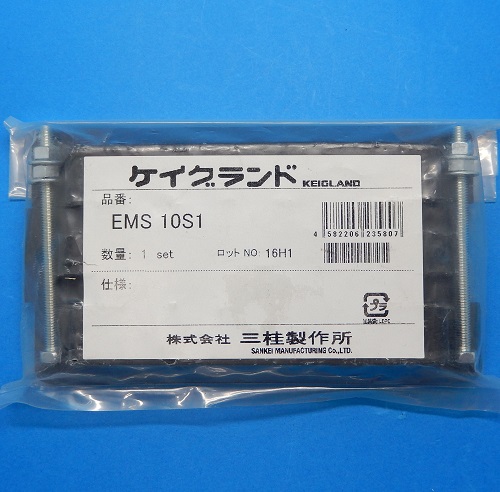 ケイグランド KEIGLAND
品番:
EMS 10S1
4 582206 235807
数量: 1 set ロット NO: 16H1
仕様:
プラ
株式会社 三桂製作所
SANKEI MANUFACTURING CO.,LTD.